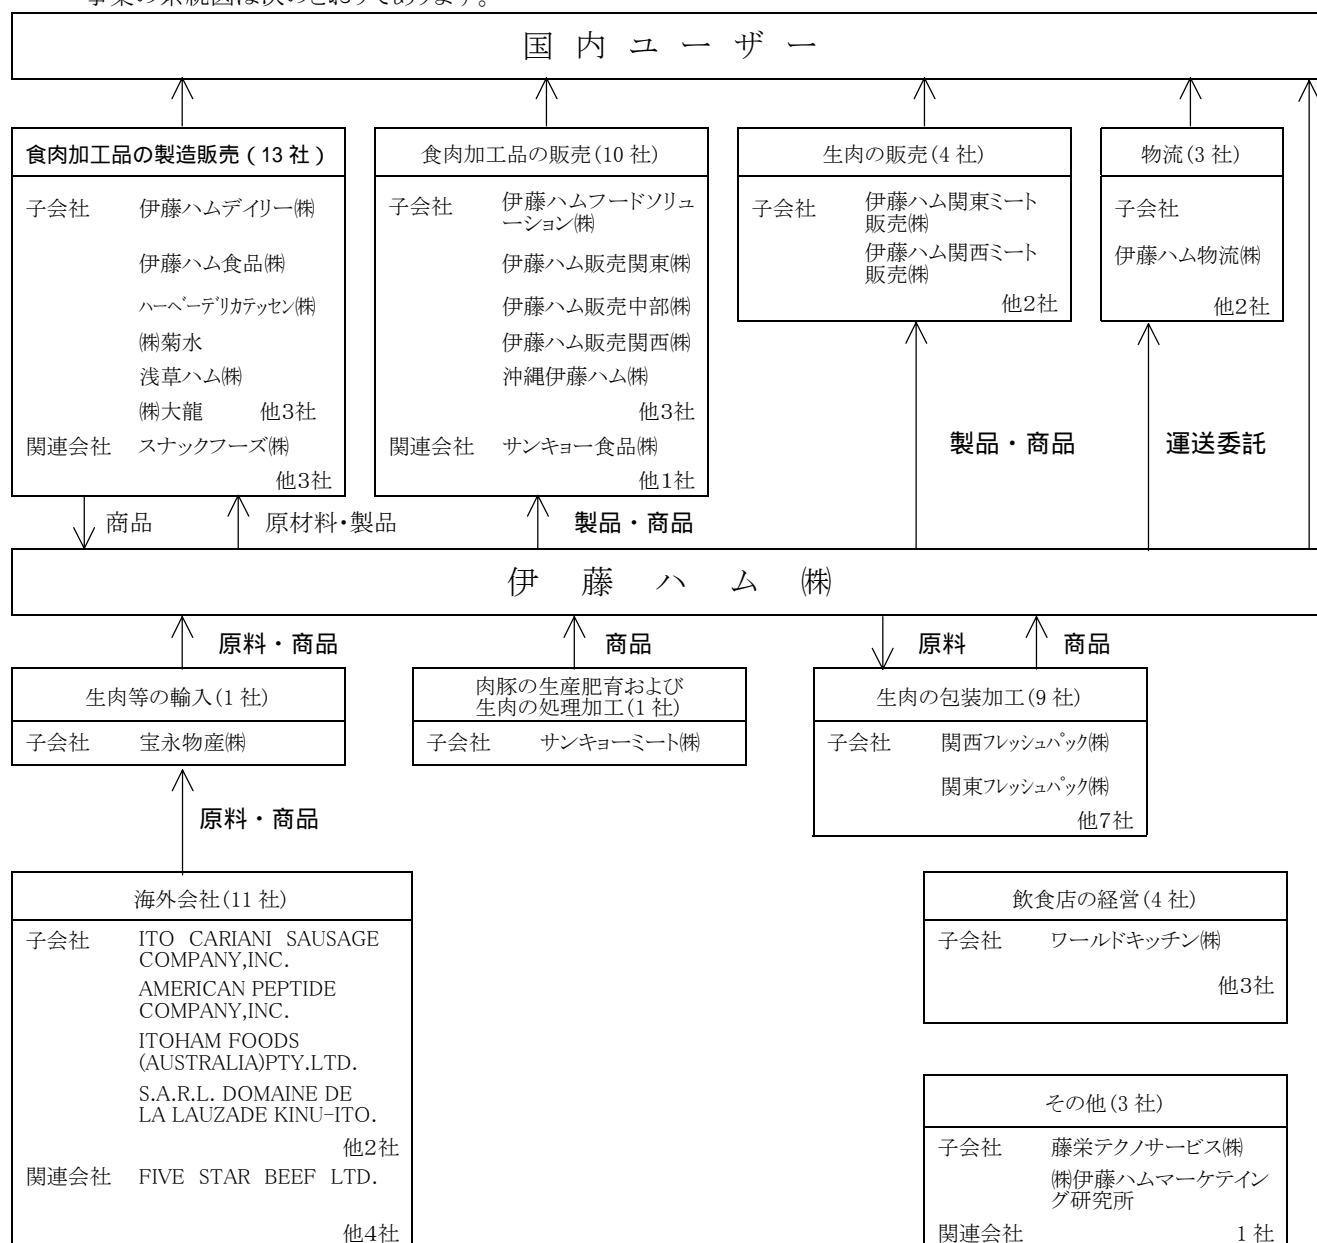 事業の系統図は次のとおりであります。
国内ユーザー
食肉加工品の製造販売(13社)
子会社 伊藤ハムデイリー㈱
伊藤ハム食品㈱
ハーベーデリカテッセン㈱
㈱菊水
浅草ハム㈱
㈱大龍 他3社
関連会社 スナックフーズ㈱
他3社
食肉加工品の販売(10社)
子会社 伊藤ハムフードソリュ
ーション㈱
伊藤ハム販売関東㈱
伊藤ハム販売中部㈱
伊藤ハム販売関西㈱
沖縄伊藤ハム㈱
他3社
関連会社 サンキョー食品㈱
他1社
生肉の販売(4社)
子会社 伊藤ハム関東ミート
販売㈱
伊藤ハム関西ミート
販売㈱
他2社
物流(3社)
子会社
伊藤ハム物流㈱
他2社
商品
原材料・製品
製品・商品
製品・商品
運送委託
伊藤ハム㈱
原料・商品
商品
原料
商品
生肉等の輸入(1社)
子会社 宝永物産㈱
肉豚の生産肥育および
生肉の処理加工(1社)
子会社 サンキョーミート㈱
生肉の包装加工(9社)
子会社 関西フレッシュパック㈱
関東フレッシュパック㈱
他7社
原料・商品
海外会社(11社)
子会社 ITO CARIANI SAUSAGE
COMPANY,INC.
AMERICAN PEPTIDE
COMPANY,INC.
ITOHAM FOODS
(AUSTRALIA)PTY.LTD.
S.A.R.L. DOMAINE DE
LA LAUZADE KINU-ITO.
他2社
関連会社 FIVE STAR BEEF LTD.
他4社
飲食店の経営(4社)
子会社 ワールドキッチン㈱
他3社
その他(3社)
子会社 藤栄テクノサービス㈱
㈱伊藤ハムマーケテイン
グ研究所
関連会社 1社